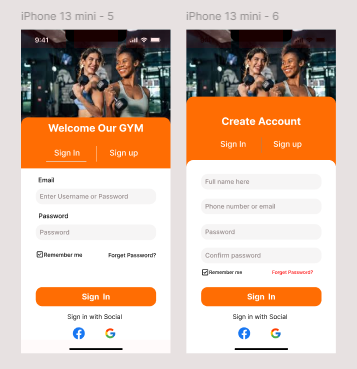 iPhone 13 mini - 5
9:41
Welcome Our GYM
Sign In
Sign up
Email
Enter Username or Password
Password
Password
Remember me
Forget Password?
Sign In
Sign in with Social
iPhone 13 mini - 6
Create Account
Sign In
Sign up
Full name here
Phone number or email
Password
Confirm password
Remember me
Forget Password?
Sign In
Sign in with Social